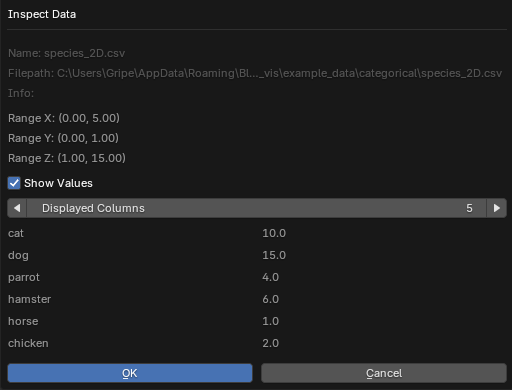 Inspect Data
Name: species_2D.csv
Filepath: C:\Users\Gripe\AppData\Roaming\Bl..._vis\example_data\categorical\species_2D.csv
Info:
Range X: (0.00, 5.00)
Range Y: (0.00, 1.00)
Range Z: (1.00, 15.00)
Show Values
Displayed Columns 5
cat 10.0
dog 15.0
parrot 4.0
hamster 6.0
horse 1.0
chicken 2.0
OK Cancel